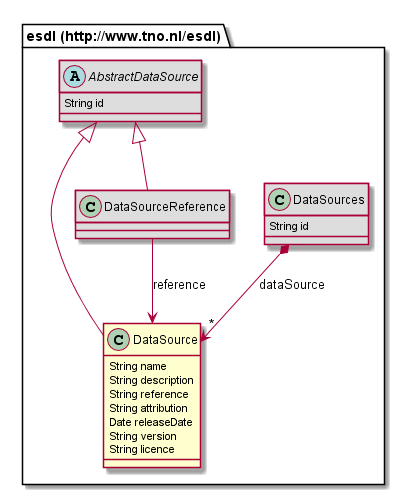 esdl (http://www.tno.nl/esdl)
A AbstractDataSource
String id
C DataSourceReference
C DataSources
String id
reference
dataSource
*
C DataSource
String name
String description
String reference
String attribution
Date releaseDate
String version
String licence